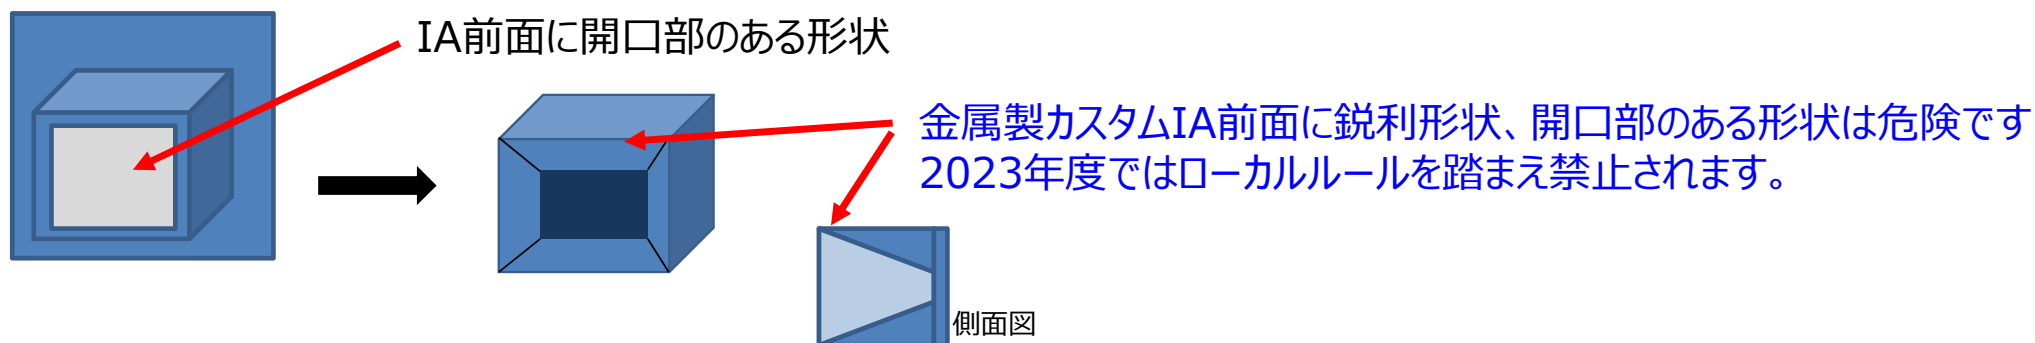 IA前面に開口部のある形状
金属製カスタムIA前面に鋭利形状、開口部のある形状は危険です
2023年度ではローカルルールを踏まえ禁止されます。
側面図